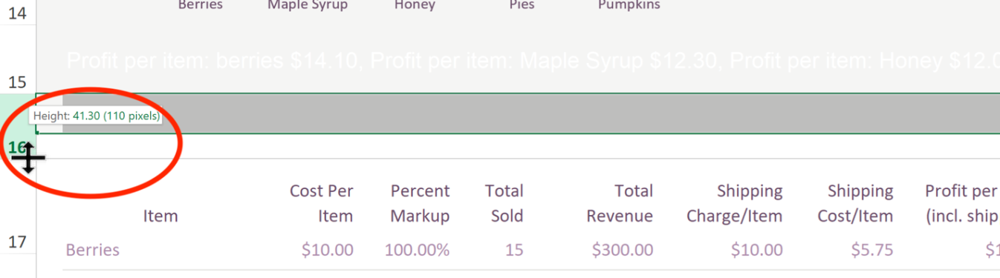 14
Berries Maple Syrup Honey Pies Pumpkins
Profit per item: berries $14.10, Profit per item: Maple Syrup $12.30, Profit per item: Honey $12.0
15
Height: 41.30 (110 pixels)
16
Cost Per Percent Total Total Shipping Shipping Profit per
Item Item Markup Sold Revenue Charge/Item Cost/Item (incl. ship
17 Berries $10.00 100.00% 15 $300.00 $10.00 $5.75 $1